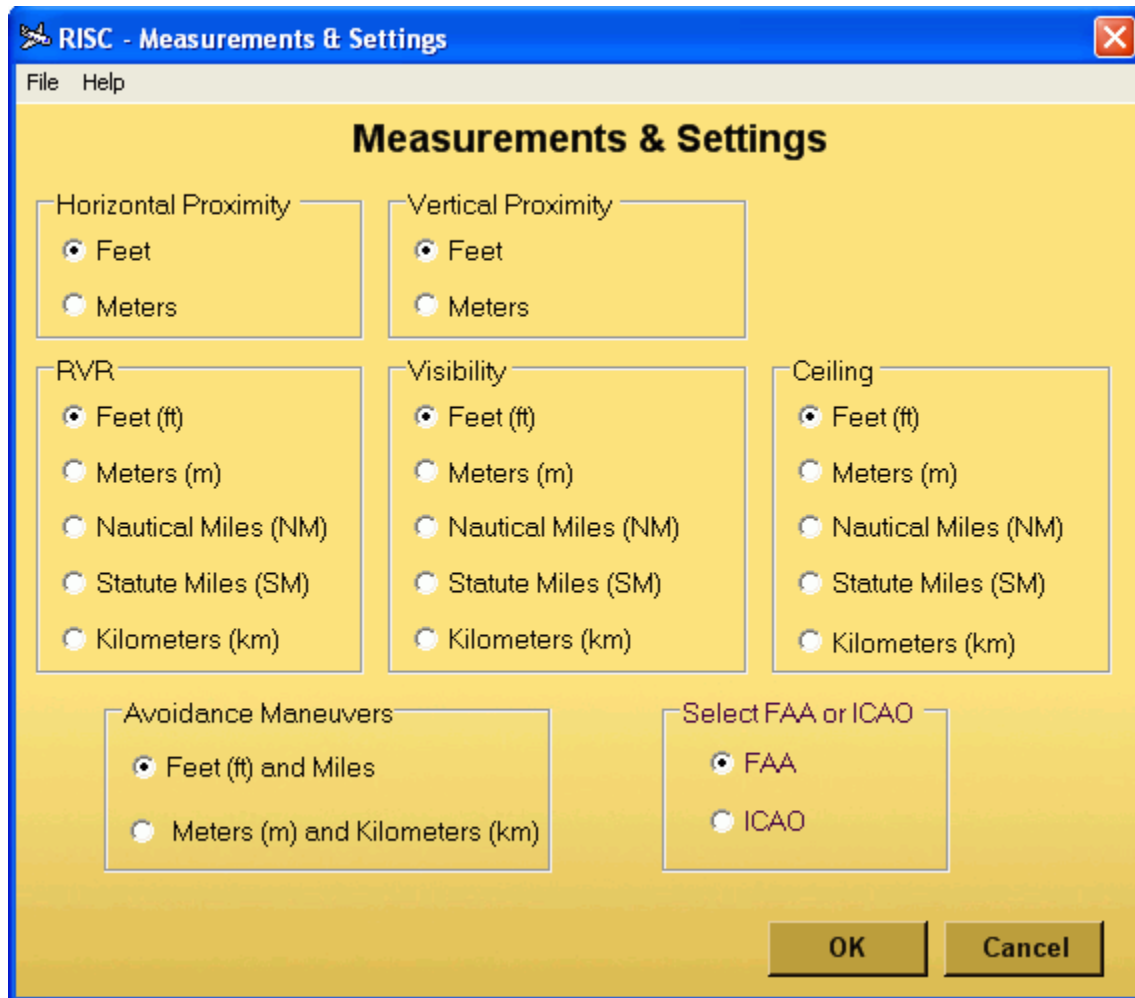 RISC - Measurements & Settings
File Help
Measurements & Settings
Horizontal Proximity
Feet
Meters
Vertical Proximity
Feet
Meters
RVR
Feet (ft)
Meters (m)
Nautical Miles (NM)
Statute Miles (SM)
Kilometers (km)
Visibility
Feet (ft)
Meters (m)
Nautical Miles (NM)
Statute Miles (SM)
Kilometers (km)
Ceiling
Feet (ft)
Meters (m)
Nautical Miles (NM)
Statute Miles (SM)
Kilometers (km)
Avoidance Maneuvers
Feet (ft) and Miles
Meters (m) and Kilometers (km)
Select FAA or ICAO
FAA
ICAO
OK
Cancel